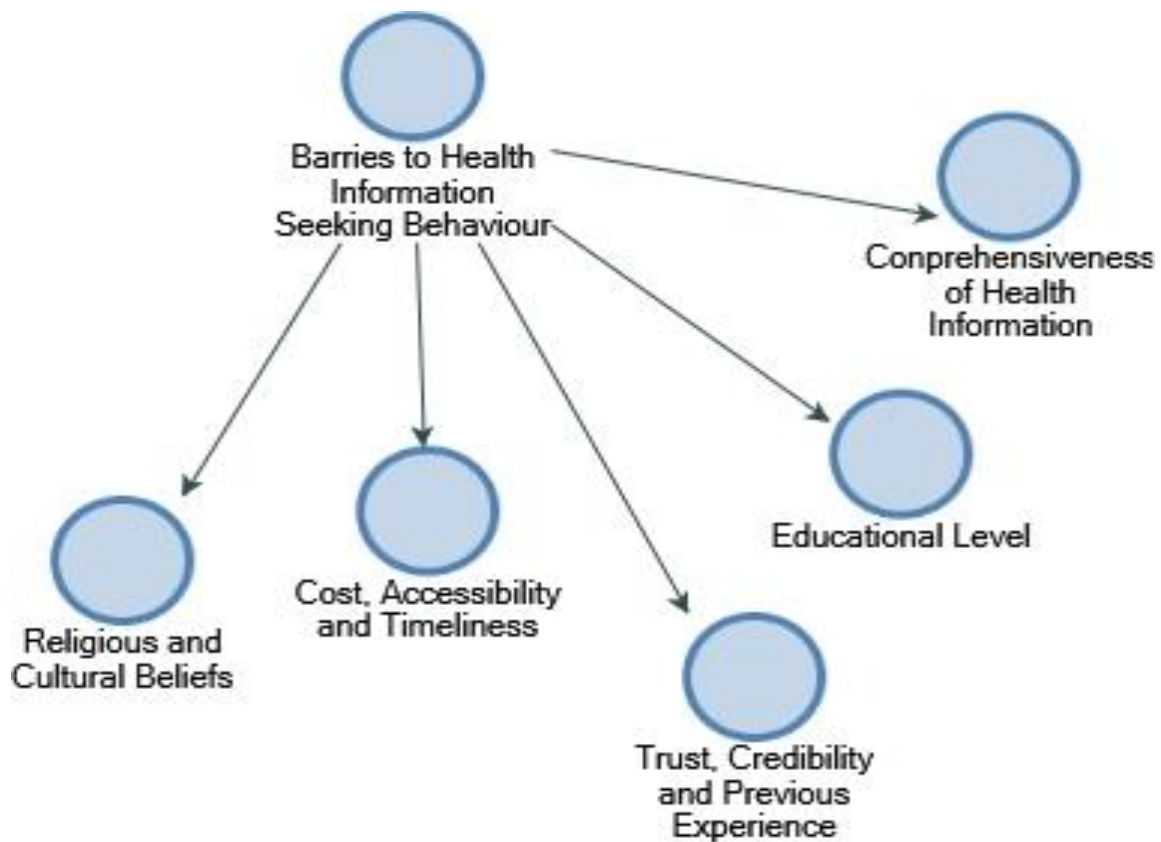 Barries to Health
Information
Seeking Behaviour
Conprehensiveness
of Health
Information
Educational Level
Cost, Accessibility
and Timeliness
Religious and
Cultural Beliefs
Trust, Credibility
and Previous
Experience